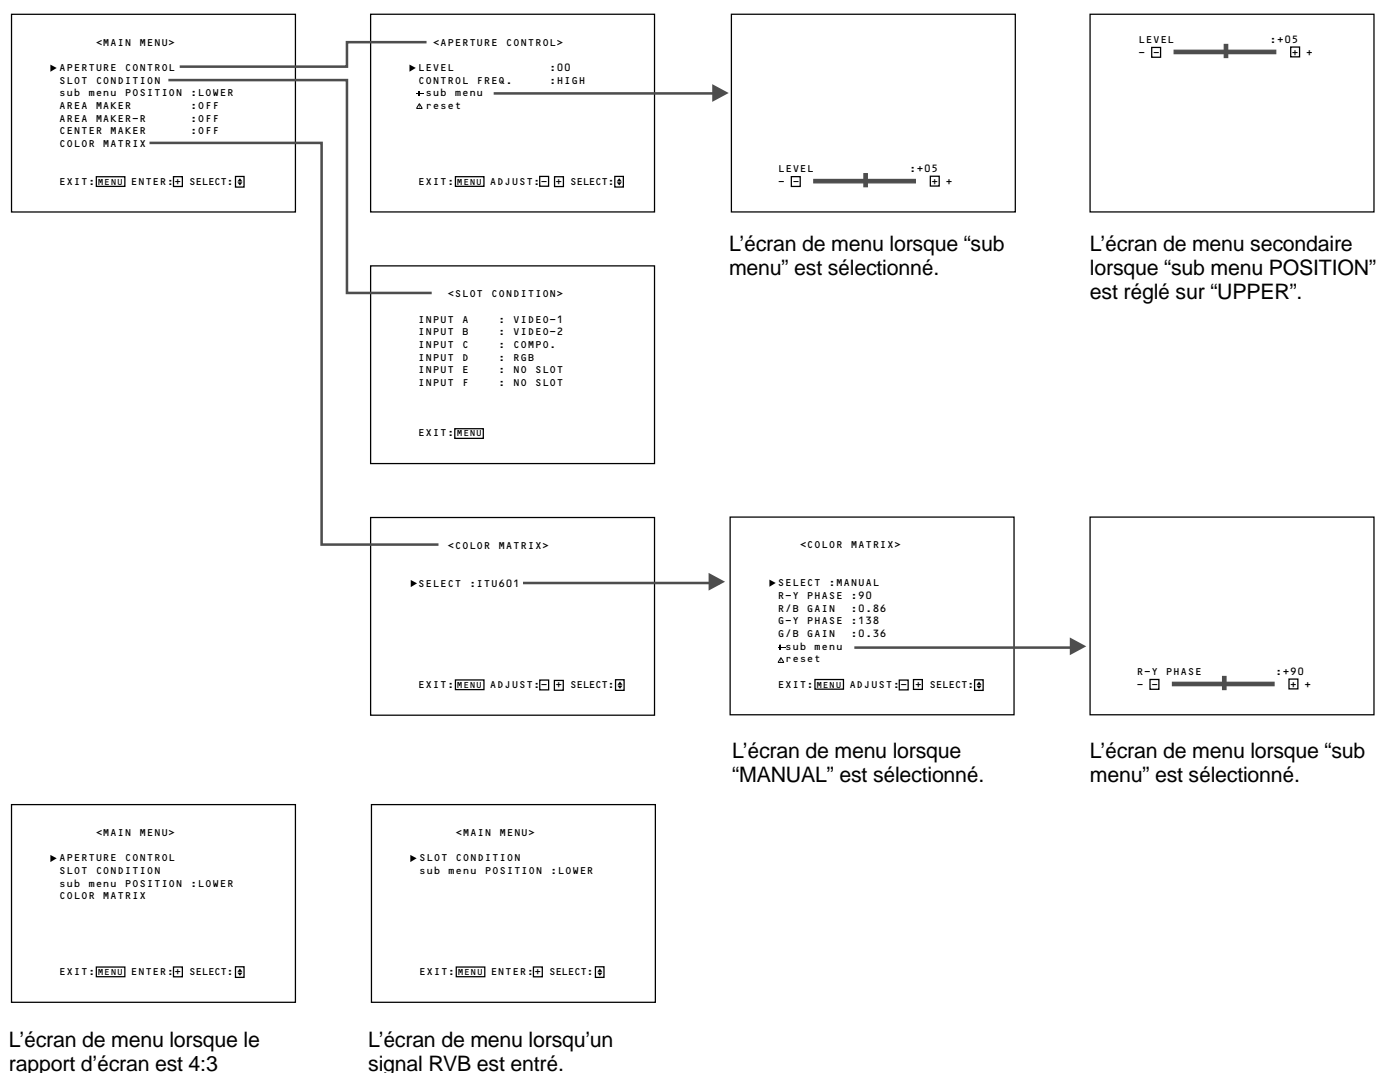 <MAIN MENU>
▶APERTURE CONTROL
SLOT CONDITION
sub menu POSITION :LOWER
AREA MAKER :OFF
AREA MAKER-R :OFF
CENTER MAKER :OFF
COLOR MATRIX
EXIT:MENU ENTER:+ SELECT:
<APERTURE CONTROL>
▶LEVEL :00
CONTROL FREQ. :HIGH
sub menu
reset
EXIT:MENU ADJUST:- + SELECT:
LEVEL :+05
- - + +
L'écran de menu lorsque “sub
menu” est sélectionné.
LEVEL :+05
- - + +
L'écran de menu secondaire
lorsque “sub menu POSITION”
est réglé sur “UPPER”.
<SLOT CONDITION>
INPUT A : VIDEO-1
INPUT B : VIDEO-2
INPUT C : COMPO.
INPUT D : RGB
INPUT E : NO SLOT
INPUT F : NO SLOT
EXIT:MENU
<COLOR MATRIX>
▶SELECT :ITU601
EXIT:MENU ADJUST:- + SELECT:
<COLOR MATRIX>
▶SELECT :MANUAL
R-Y PHASE :90
R/B GAIN :0.86
G-Y PHASE :138
G/B GAIN :0.36
sub menu
reset
EXIT:MENU ADJUST:- + SELECT:
L'écran de menu lorsque
“MANUAL” est sélectionné.
R-Y PHASE :+90
- - + +
L'écran de menu lorsque “sub
menu” est sélectionné.
<MAIN MENU>
▶APERTURE CONTROL
SLOT CONDITION
sub menu POSITION :LOWER
COLOR MATRIX
EXIT:MENU ENTER:+ SELECT:
L'écran de menu lorsque le
rapport d'écran est 4:3
<MAIN MENU>
▶SLOT CONDITION
sub menu POSITION :LOWER
EXIT:MENU ENTER:+ SELECT:
L'écran de menu lorsqu'un
signal RVB est entré.